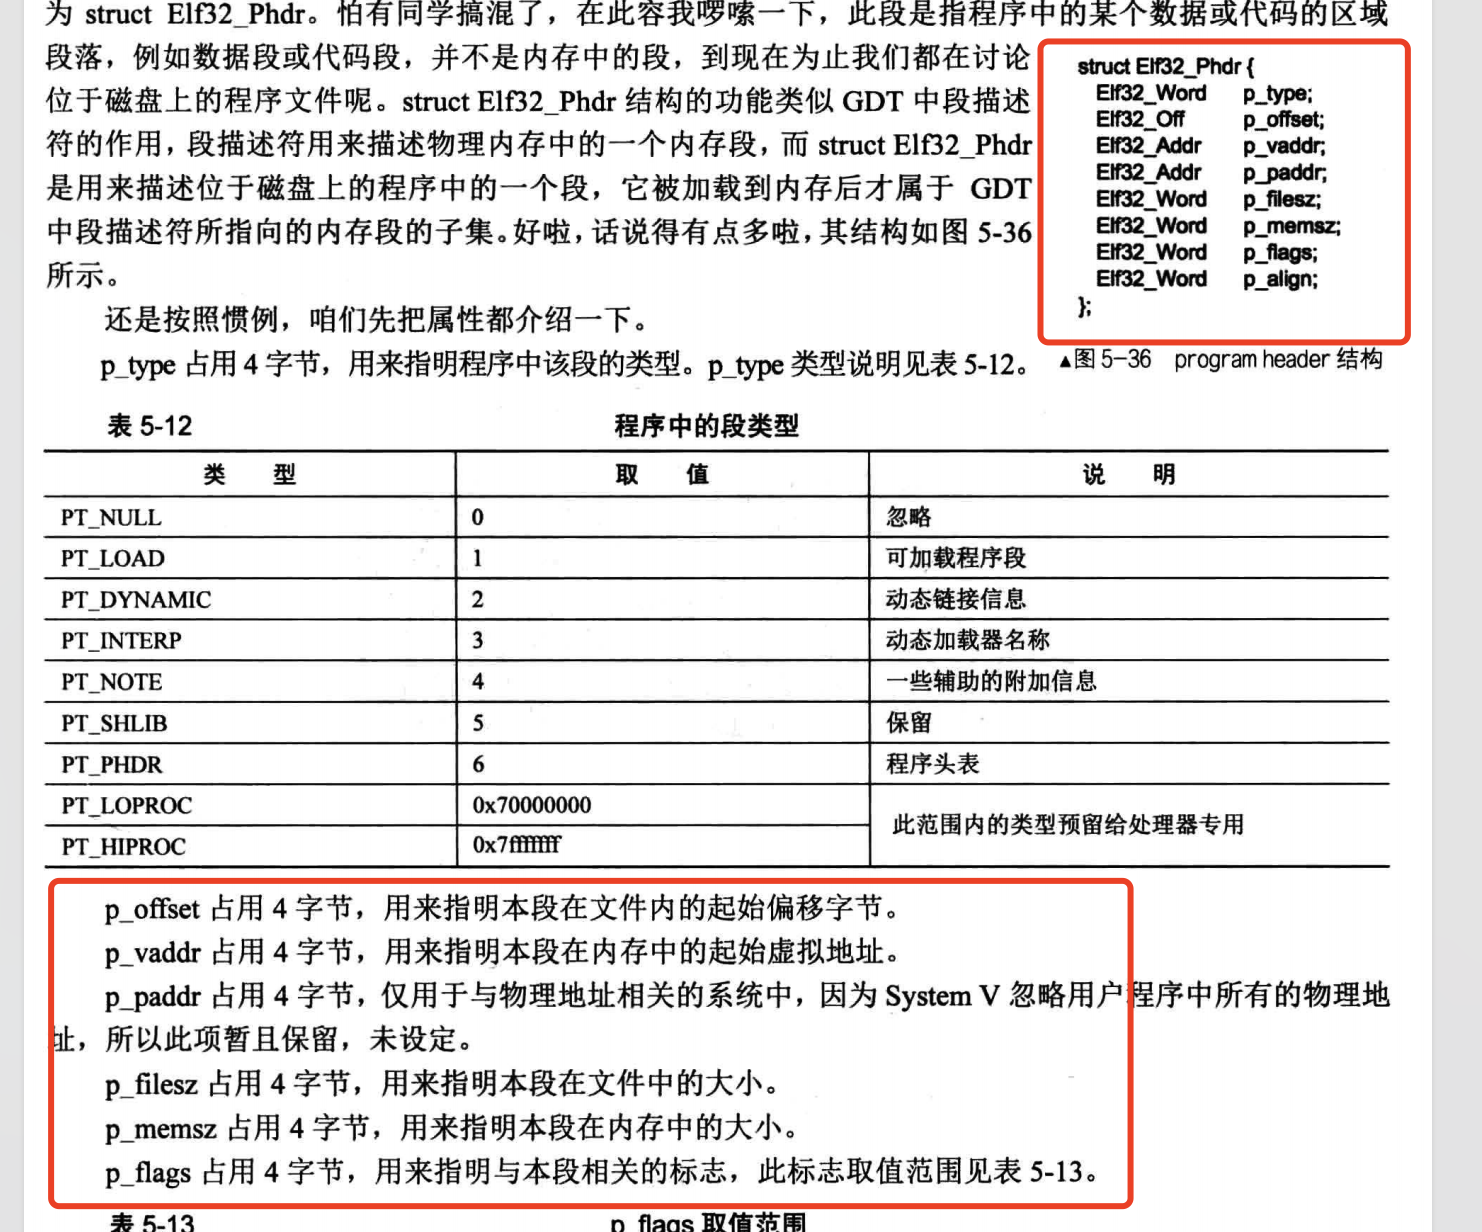 为 struct Elf32_Phdr。怕有同学搞混了，在此容我啰嗦一下，此段是指程序中的某个数据或代码的区域
段落，例如数据段或代码段，并不是内存中的段，到现在为止我们都在讨论
位于磁盘上的程序文件呢。struct Elf32_Phdr 结构的功能类似 GDT 中段描述
符的作用，段描述符用来描述物理内存中的一个内存段，而 struct Elf32_Phdr
是用来描述位于磁盘上的程序中的一个段，它被加载到内存后才属于 GDT
中段描述符所指向的内存段的子集。好啦，话说得有点多啦，其结构如图 5-36
所示。
struct Elf32_Phdr {
Elf32_Word p_type;
Elf32_Off p_offset;
Elf32_Addr p_vaddr;
Elf32_Addr p_paddr;
Elf32_Word p_filesz;
Elf32_Word p_memsz;
Elf32_Word p_flags;
Elf32_Word p_align;
};
▲图 5-36 program header 结构
还是按照惯例，咱们先把属性都介绍一下。
p_type 占用 4 字节，用来指明程序中该段的类型。p_type 类型说明见表 5-12。
表 5-12 程序中的段类型
类 型 取 值 说 明
PT_NULL 0 忽略
PT_LOAD 1 可加载程序段
PT_DYNAMIC 2 动态链接信息
PT_INTERP 3 动态加载器名称
PT_NOTE 4 一些辅助的附加信息
PT_SHLIB 5 保留
PT_PHDR 6 程序头表
PT_LOPROC 0x70000000
此范围内的类型预留给处理器专用
PT_HIPROC 0x7fffffff
p_offset 占用 4 字节，用来指明本段在文件内的起始偏移字节。
p_vaddr 占用 4 字节，用来指明本段在内存中的起始虚拟地址。
p_paddr 占用 4 字节，仅用于与物理地址相关的系统中，因为 System V 忽略用户程序中所有的物理地
址，所以此项暂且保留，未设定。
p_filesz 占用 4 字节，用来指明本段在文件中的大小。
p_memsz 占用 4 字节，用来指明本段在内存中的大小。
p_flags 占用 4 字节，用来指明与本段相关的标志，此标志取值范围见表 5-13。
表 5-13 p_flags 取值范围